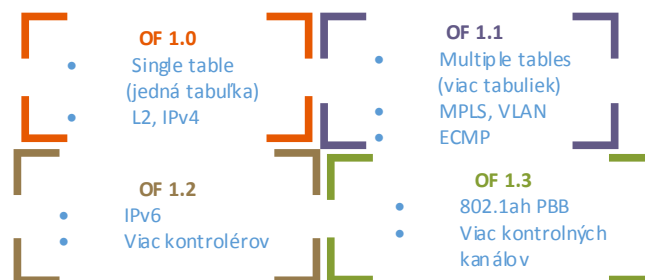 OF 1.0
• Single table
(jedná tabuľka)
• L2, IPv4
OF 1.1
• Multiple tables
(viac tabuliek)
• MPLS, VLAN
• ECMP
OF 1.2
• IPv6
• Viac kontrolérov
OF 1.3
• 802.1ah PBB
• Viac kontrolných
kanálov